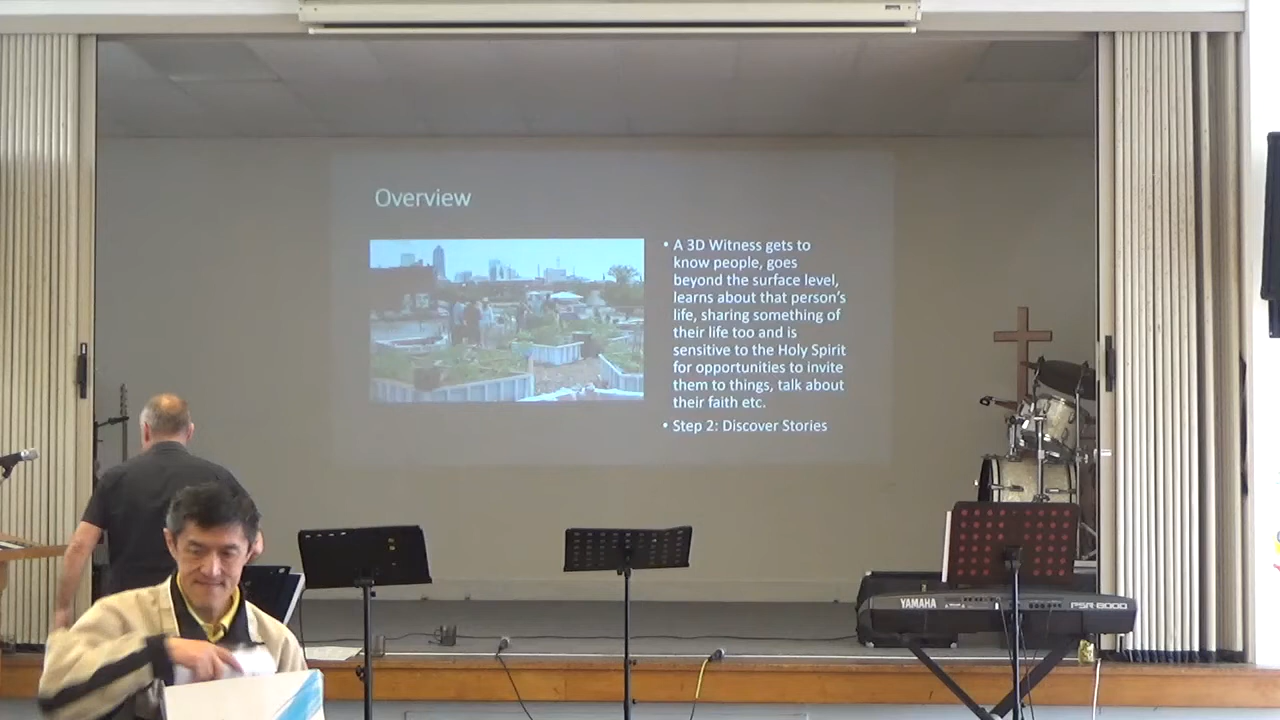 Overview
• A 3D Witness gets to
know people, goes
beyond the surface level,
learns about that person's
life, sharing something of
their life too and is
sensitive to the Holy Spirit
for opportunities to invite
them to things, talk about
their faith etc.
• Step 2: Discover Stories
YAMAHA
PSR-8000